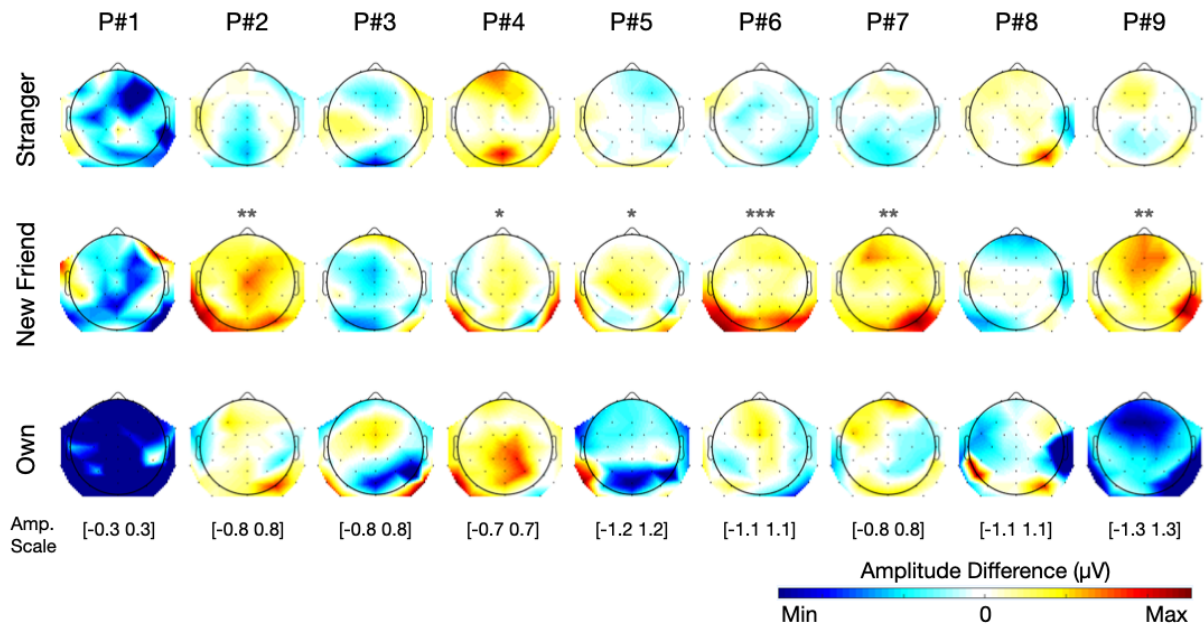 P#1 P#2 P#3 P#4 P#5 P#6 P#7 P#8 P#9
Stranger
** * * *** ** **
New Friend
Own
Amp. Scale [-0.3 0.3] [-0.8 0.8] [-0.8 0.8] [-0.7 0.7] [-1.2 1.2] [-1.1 1.1] [-0.8 0.8] [-1.1 1.1] [-1.3 1.3]
Amplitude Difference (μV)
Min 0 Max